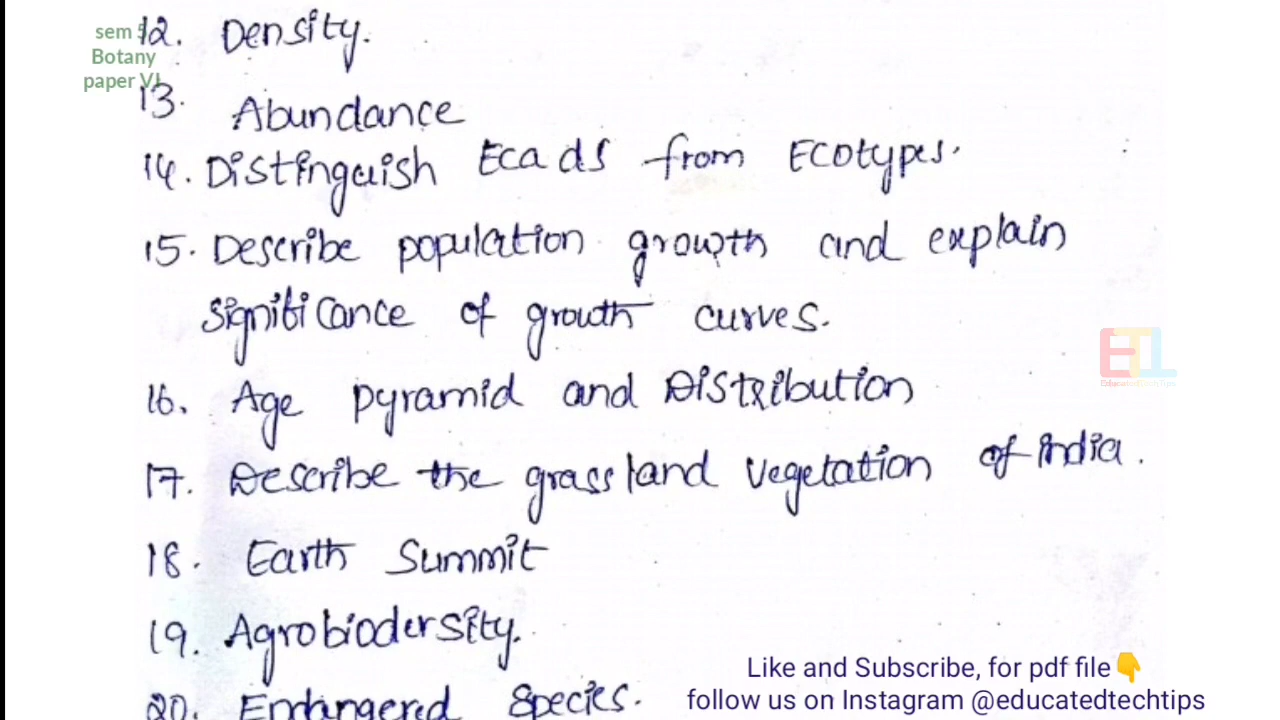 sem 5
Botany
paper VI
12. Density.
13. Abundance
14. Distinguish Ecads from Ecotypes.
15. Describe population growth and explain
significance of growth curves.
16. Age pyramid and Distribution
17. Describe the grassland vegetation of india.
18. Earth Summit
19. Agrobiodersity.
20. Endangered Species.
ETL
EducatedTechTips
Like and Subscribe, for pdf file👇
follow us on Instagram @educatedtechtips